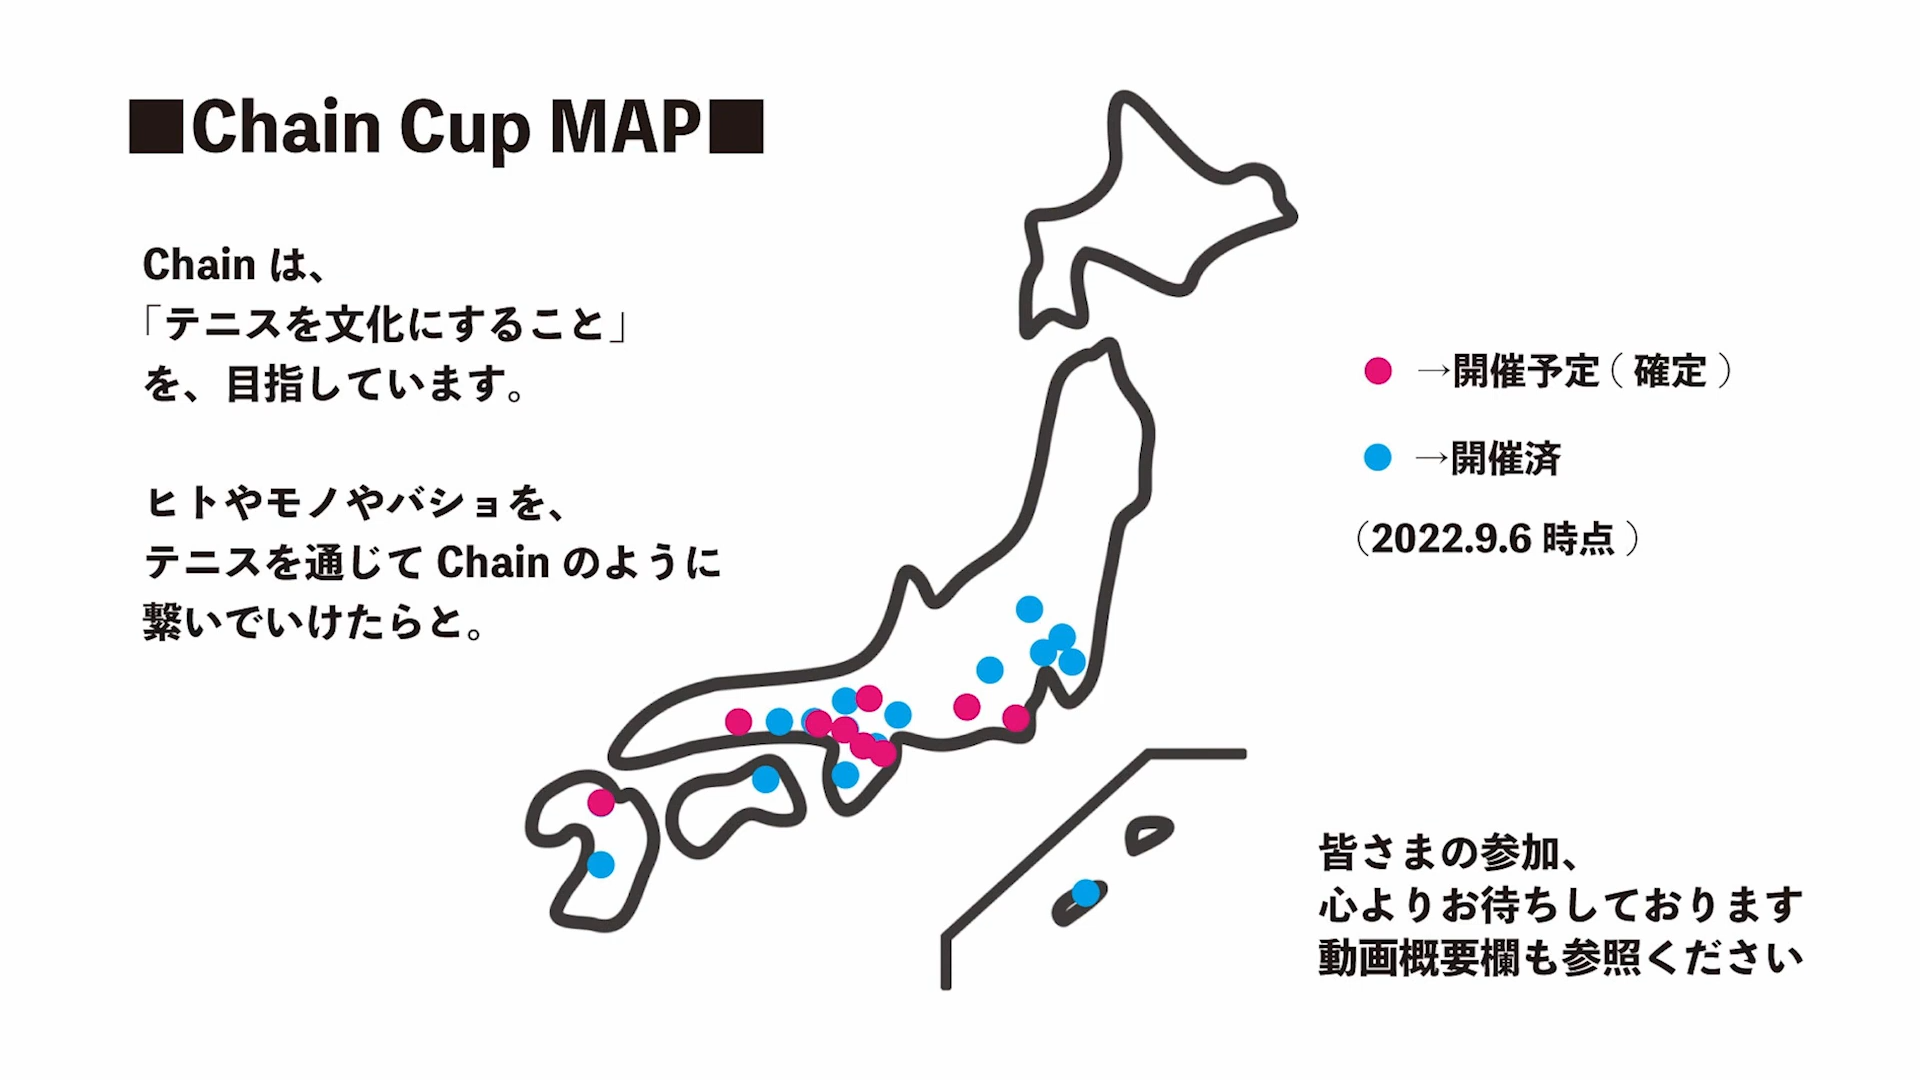 ■Chain Cup MAP■
Chain は、
「テニスを文化にすること」
を、目指しています。
ヒトやモノやバショを、
テニスを通じて Chain のように
繋いでいけたらと。
→開催予定（確定）
→開催済
（2022.9.6 時点）
皆さまの参加、
心よりお待ちしております
動画概要欄も参照ください